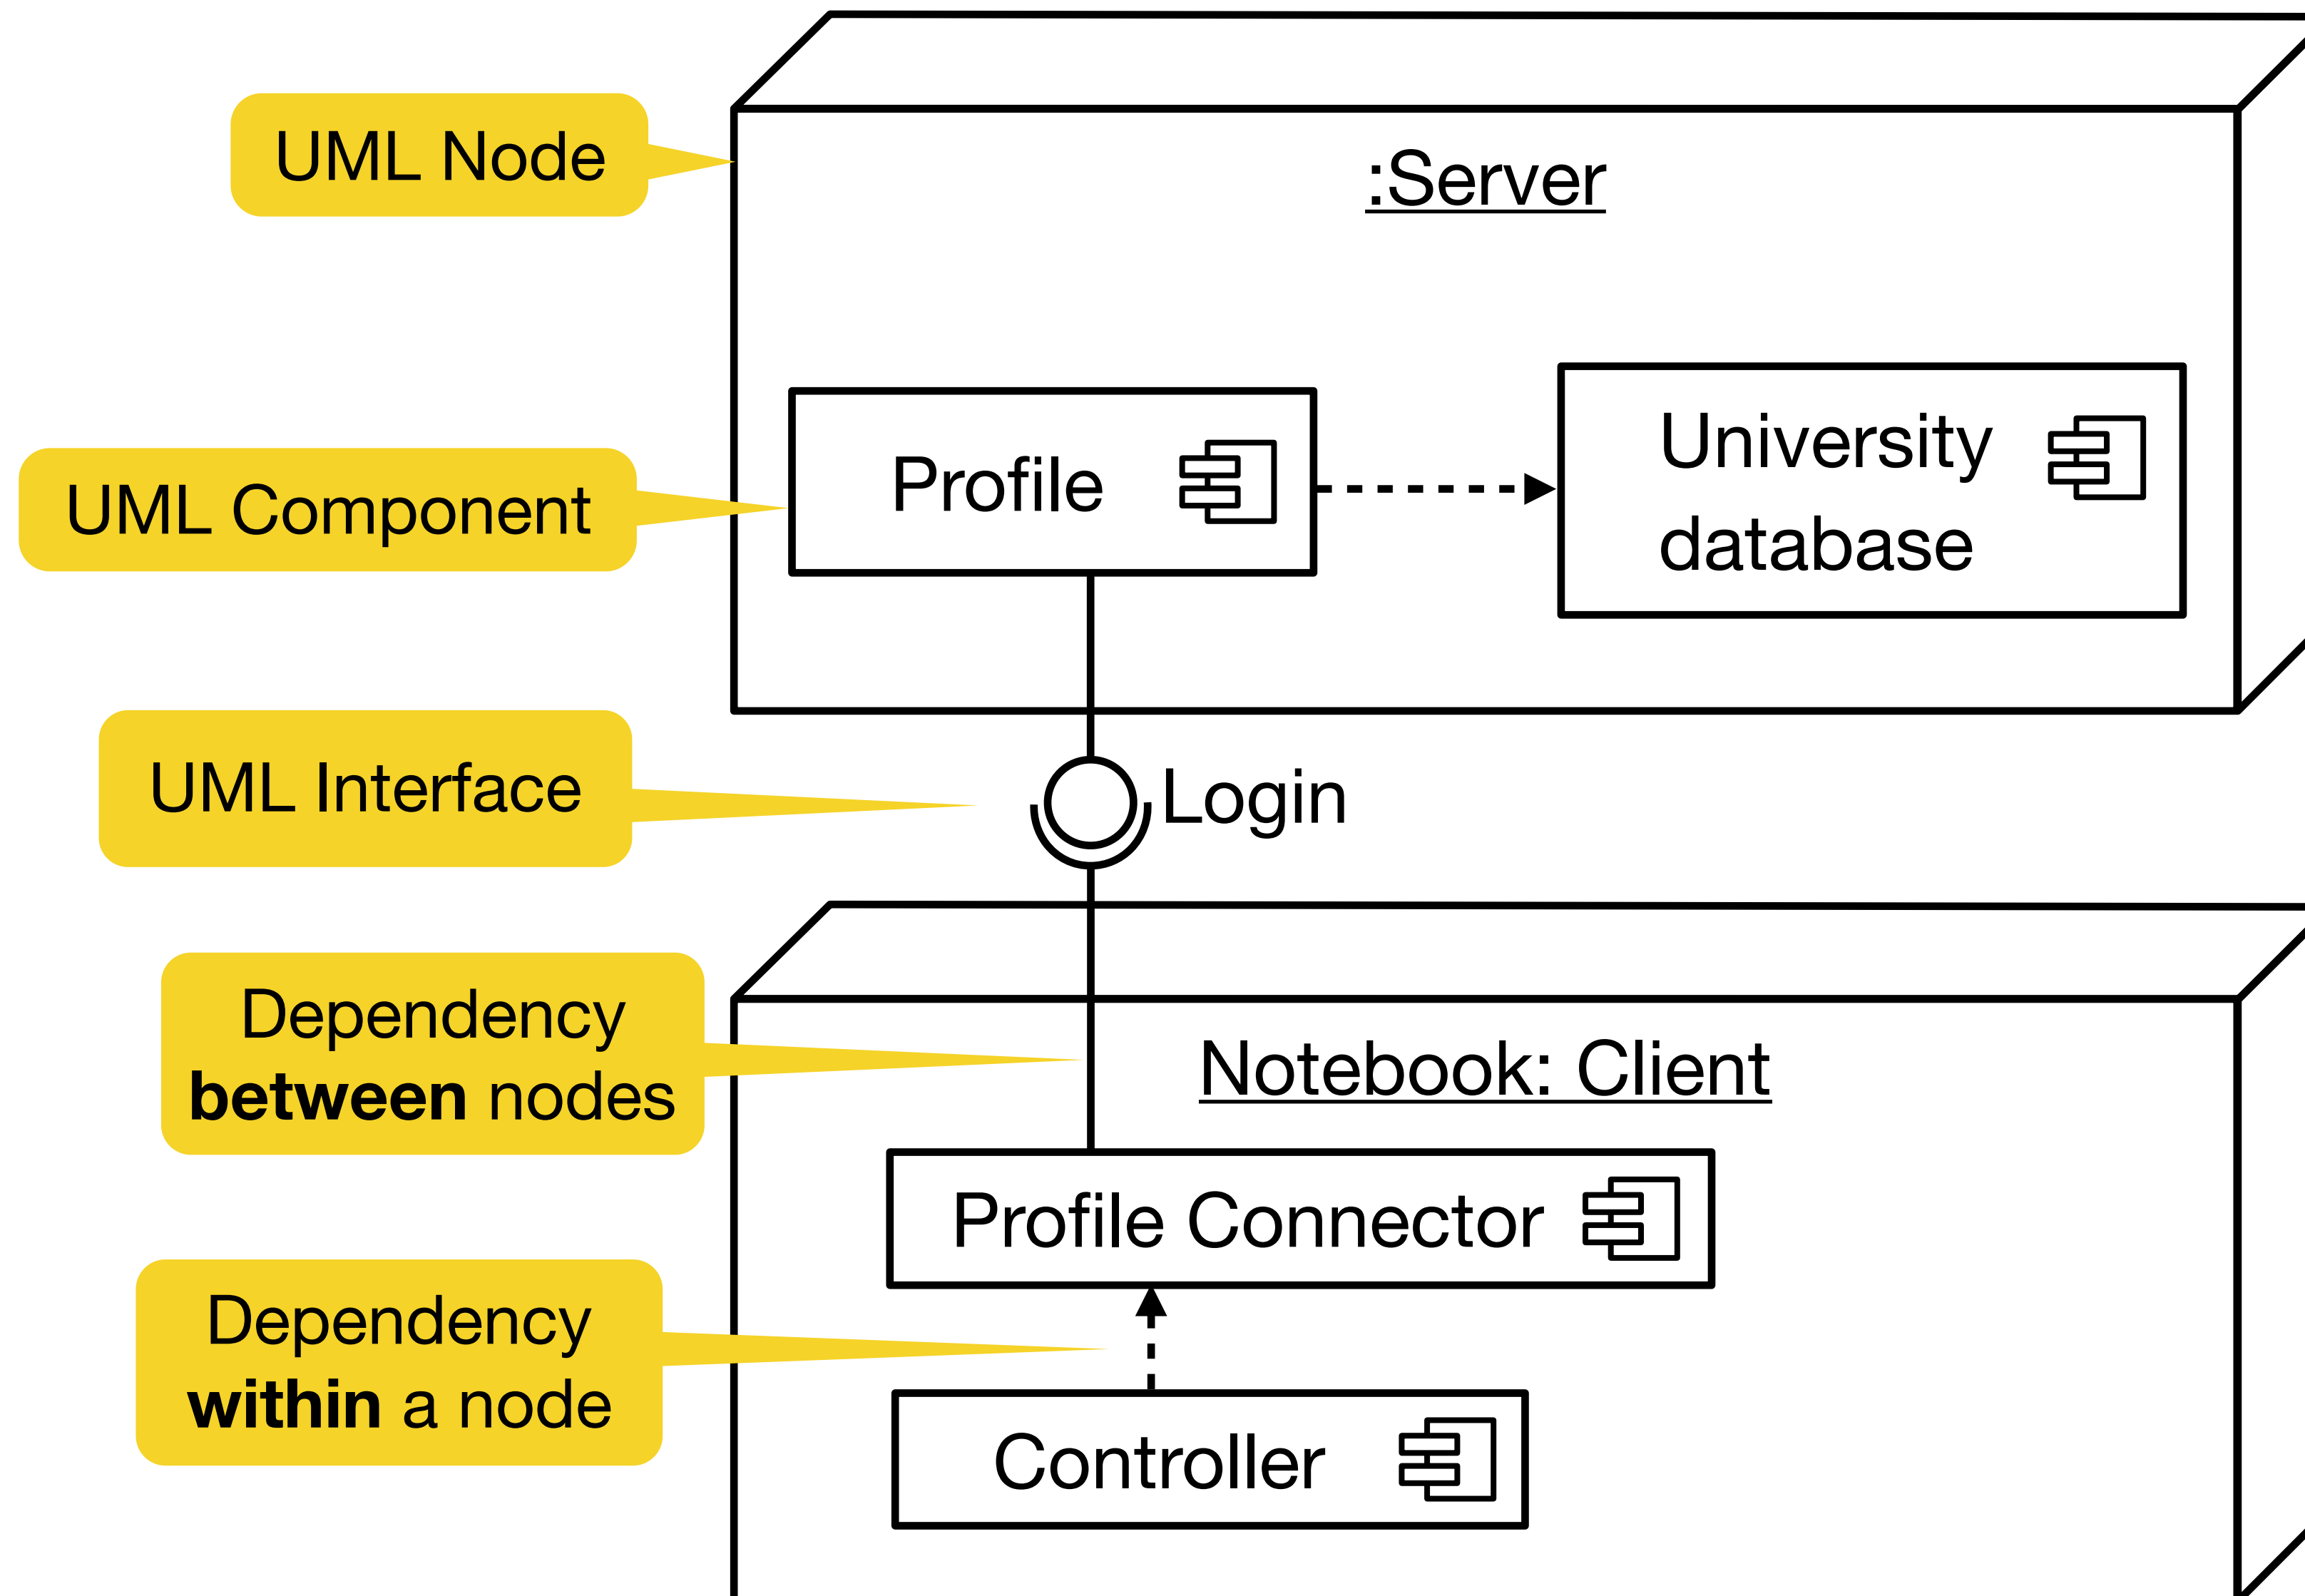 UML Node
:Server
UML Component
Profile
University
database
UML Interface
Login
Dependency
between nodes
Notebook: Client
Profile Connector
Dependency
within a node
Controller